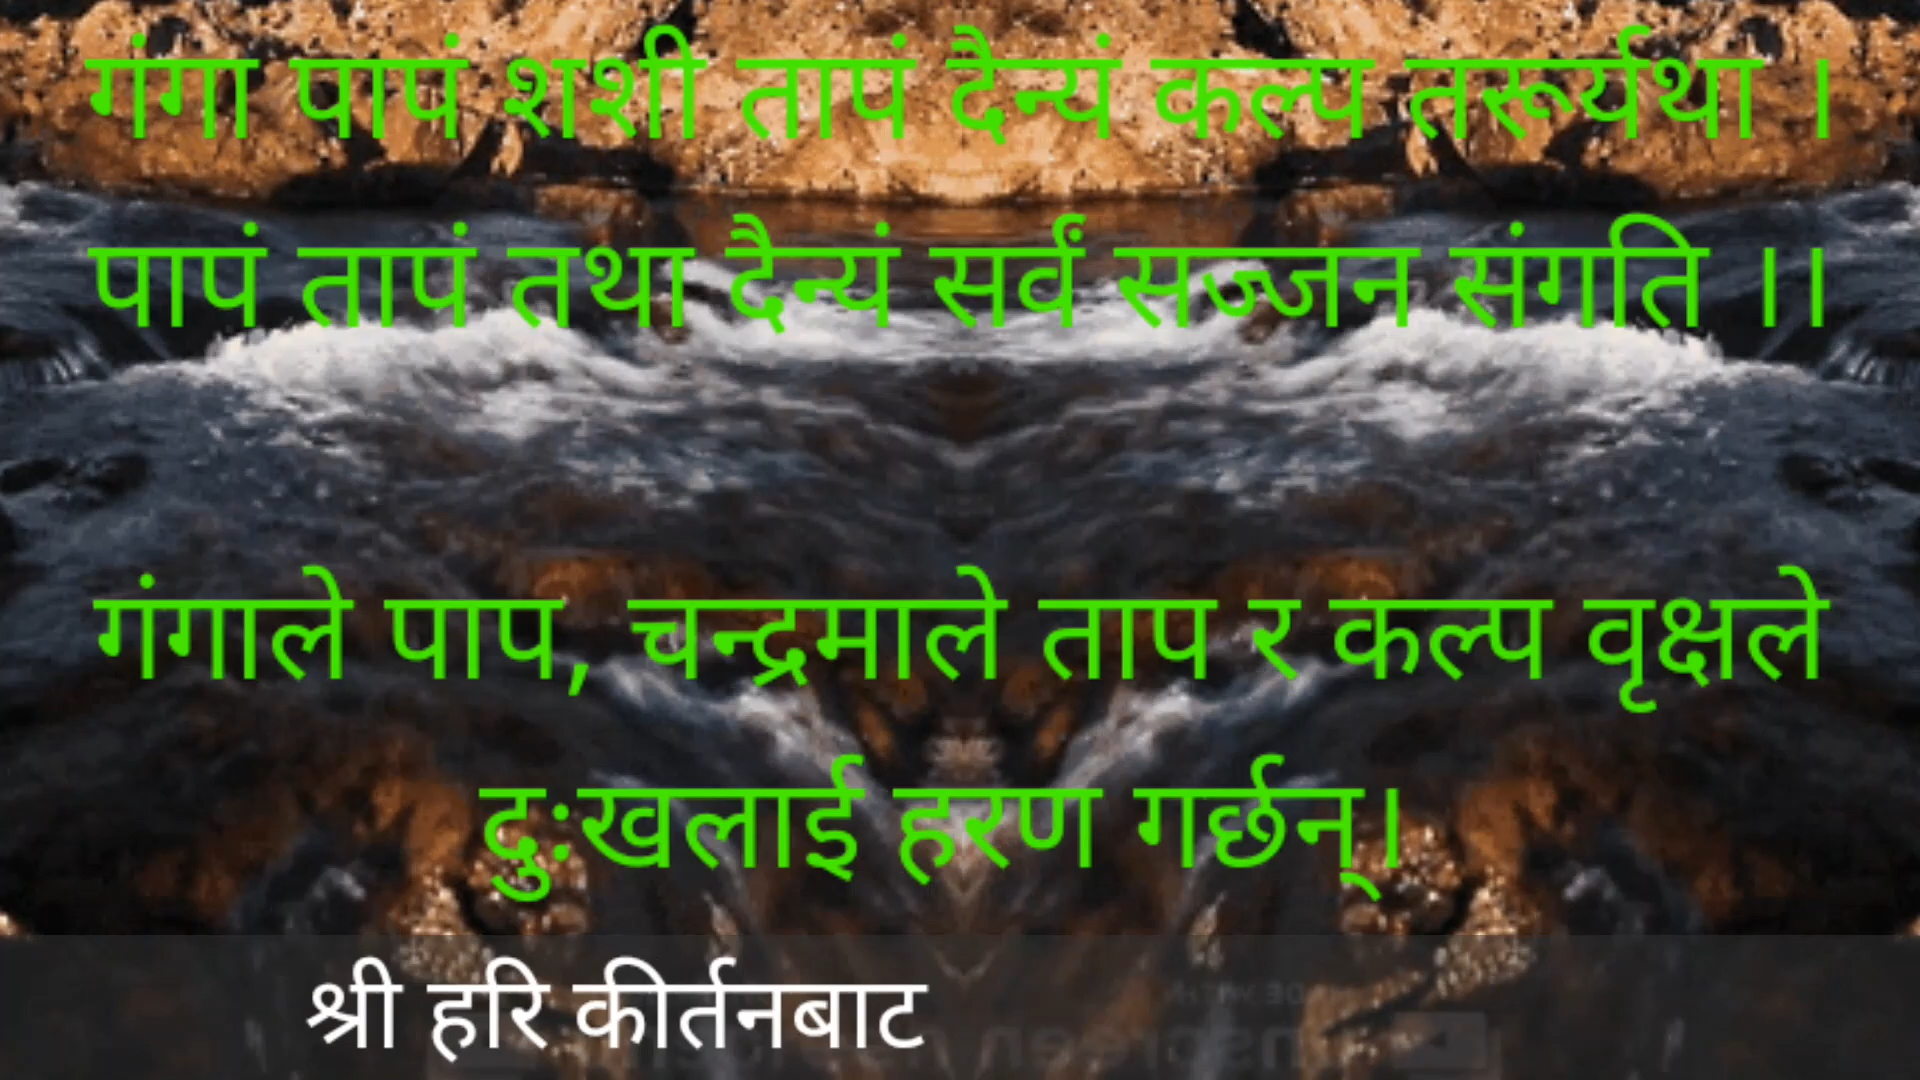 गंगा पापं शशी तापं दैन्यं कल्प तरूर्यथा ।
पापं तापं तथा दैन्यं सर्वं सज्जन संगति ।।
गंगाले पाप, चन्द्रमाले ताप र कल्प वृक्षले
दुःखलाई हरण गर्छन्।
श्री हरि कीर्तनबाट